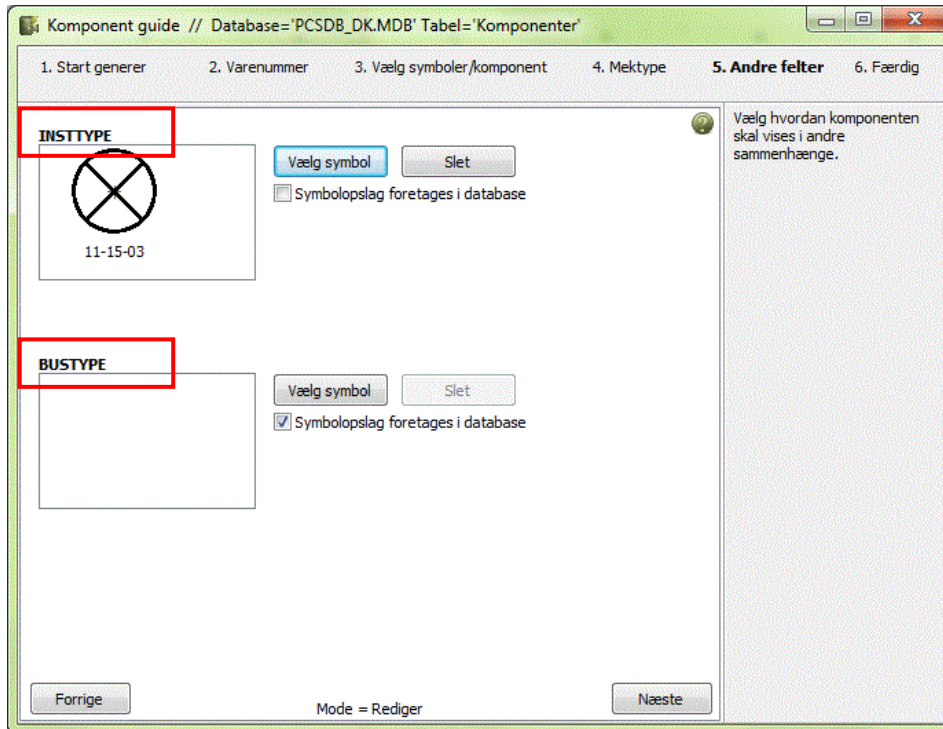 Komponent guide // Database='PCSDB_DK.MDB' Tabel='Komponenter'
1. Start generer 2. Varenummer 3. Vælg symboler/komponent 4. Mektype 5. Andre felter 6. Færdig
INSTTYPE
11-15-03
Vælg symbol Slet
Symbolopslag foretages i database
BUSTYPE
Vælg symbol Slet
Symbolopslag foretages i database
Vælg hvordan komponenten
skal vises i andre
sammenhænge.
Forrige Mode = Rediger Næste